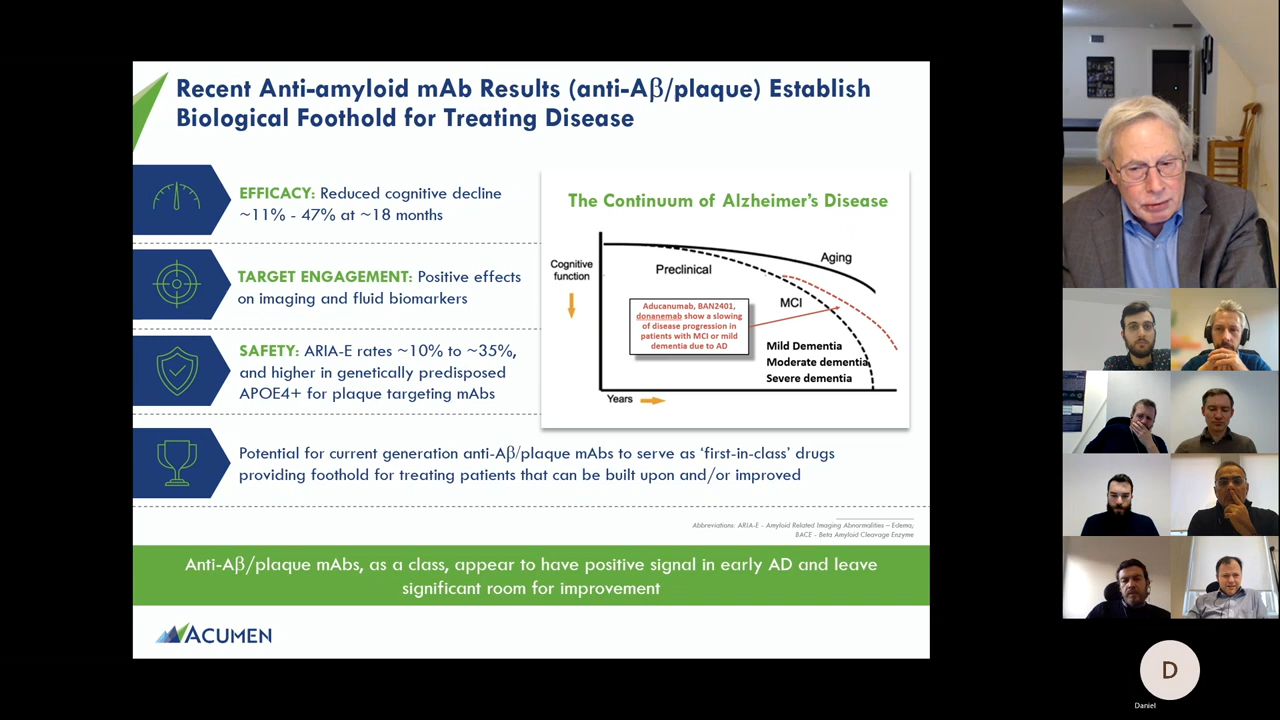 Recent Anti-amyloid mAb Results (anti-Aβ/plaque) Establish
Biological Foothold for Treating Disease
EFFICACY: Reduced cognitive decline
~11% - 47% at ~18 months
TARGET ENGAGEMENT: Positive effects
on imaging and fluid biomarkers
SAFETY: ARIA-E rates ~10% to ~35%,
and higher in genetically predisposed
APOE4+ for plaque targeting mAbs
The Continuum of Alzheimer's Disease
Cognitive
function
Preclinical
Aging
MCI
Aducanumab, BAN2401,
donanemab show a slowing
of disease progression in
patients with MCI or mild
dementia due to AD
Mild Dementia
Moderate dementia
Severe dementia
Years
Potential for current generation anti-Aβ/plaque mAbs to serve as 'first-in-class' drugs
providing foothold for treating patients that can be built upon and/or improved
Abbreviations: ARIA-E - Amyloid Related Imaging Abnormalities – Edema,
BACE - Beta Amyloid Cleavage Enzyme
Anti-Aβ/plaque mAbs, as a class, appear to have positive signal in early AD and leave
significant room for improvement
ACUMEN
D
Daniel